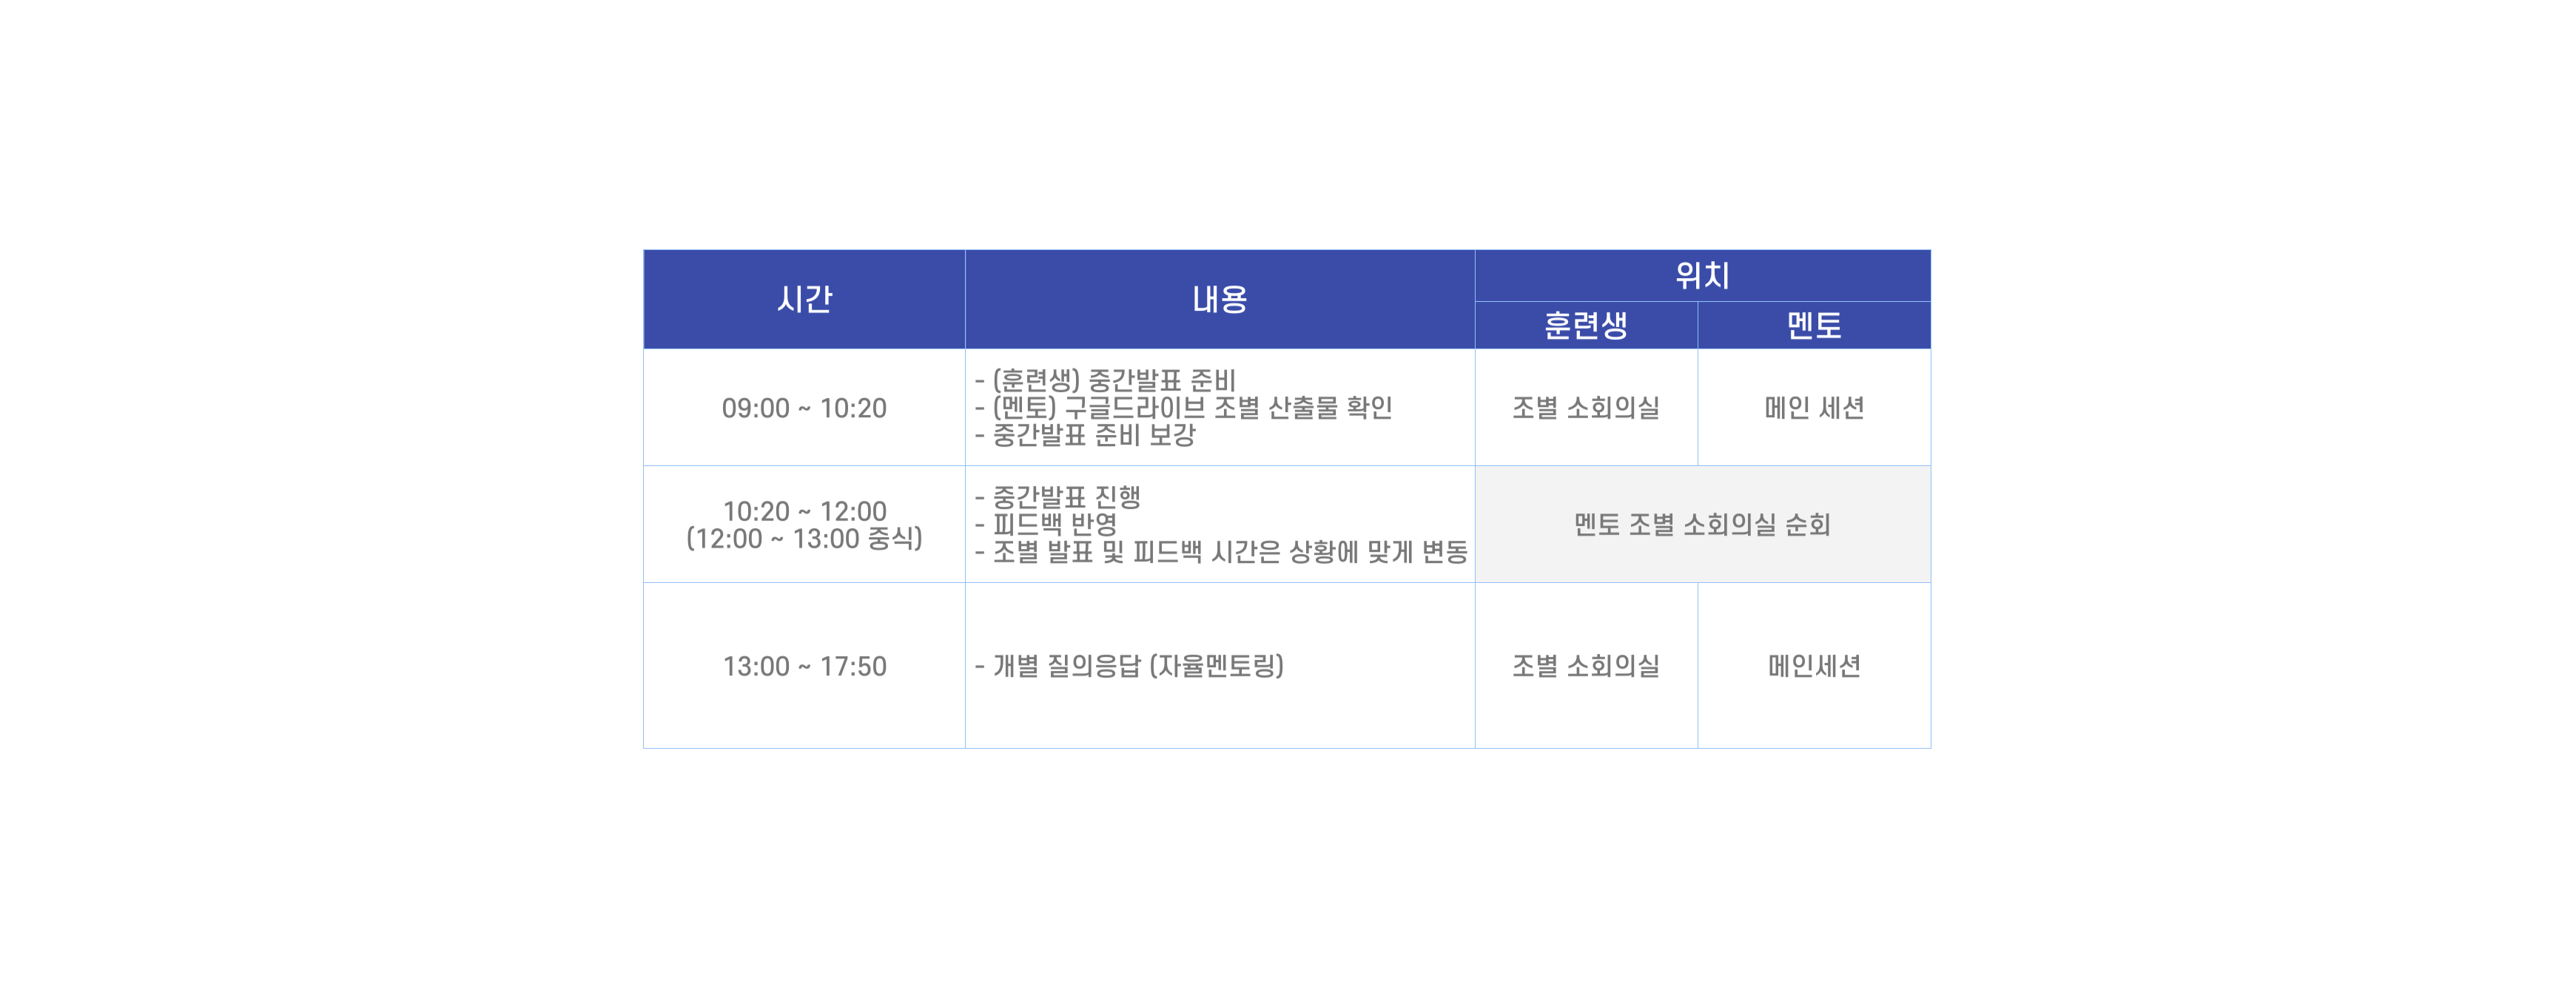 시간
내용
위치
훈련생
멘토
09:00 ~ 10:20
- (훈련생) 중간발표 준비
- (멘토) 구글드라이브 조별 산출물 확인
- 중간발표 준비 보강
조별 소회의실
메인 세션
10:20 ~ 12:00
(12:00 ~ 13:00 중식)
- 중간발표 진행
- 피드백 반영
- 조별 발표 및 피드백 시간은 상황에 맞게 변동
멘토 조별 소회의실 순회
13:00 ~ 17:50
- 개별 질의응답 (자율멘토링)
조별 소회의실
메인세션